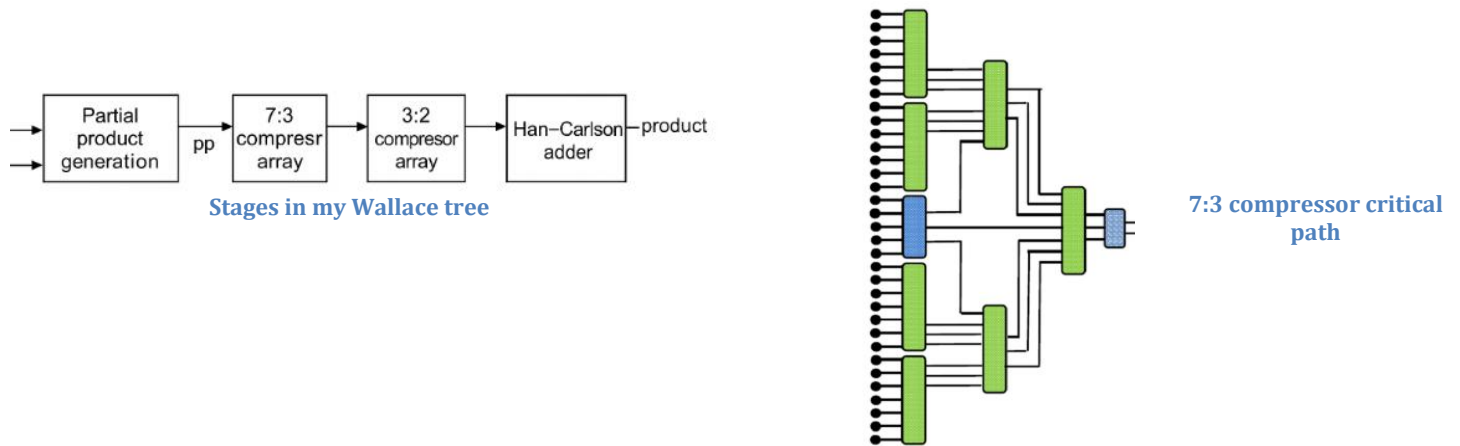 Partial
product
generation
pp
7:3
compresr
array
3:2
compresor
array
Han-Carlson
adder
product
Stages in my Wallace tree
7:3 compressor critical
path